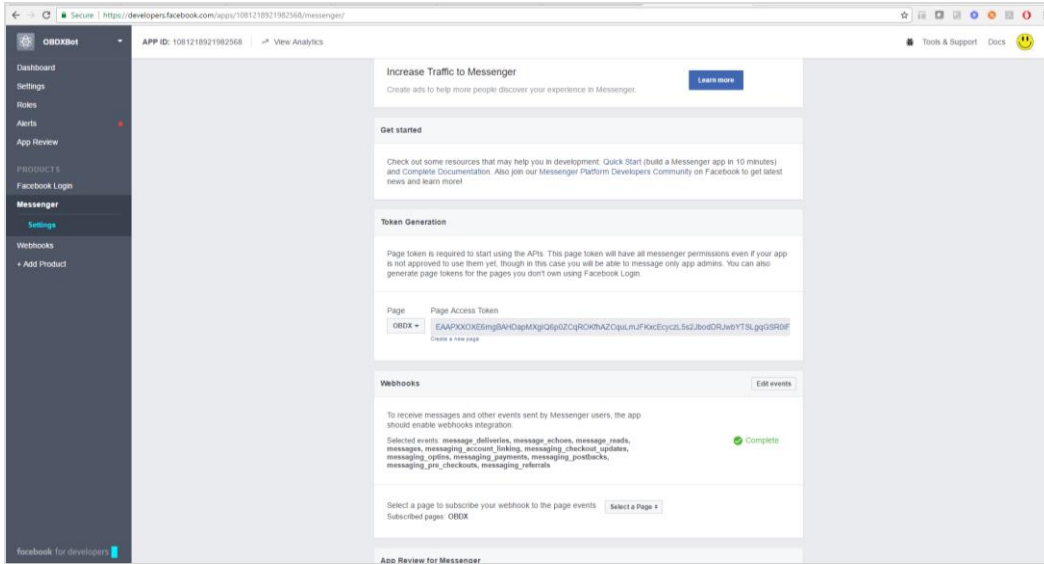 Secure | https://developers.facebook.com/apps/1081218921982568/messenger/
OBDXBot
APP ID: 1081218921982568
View Analytics
Tools & Support
Docs
Dashboard
Settings
Roles
Alerts
App Review
PRODUCTS
Facebook Login
Messenger
Settings
Webhooks
+ Add Product
facebook for developers
Increase Traffic to Messenger
Create ads to help more people discover your experience in Messenger.
Learn more
Get started
Check out some resources that may help you in development: Quick Start (build a Messenger app in 10 minutes)
and Complete Documentation. Also join our Messenger Platform Developers Community on Facebook to get latest
news and learn more!
Token Generation
Page token is required to start using the APIs. This page token will have all messenger permissions even if your app
is not approved to use them yet, though in this case you will be able to message only app admins. You can also
generate page tokens for the pages you don't own using Facebook Login.
Page
Page Access Token
OBDX
Create a new page
Webhooks
Edit events
To receive messages and other events sent by Messenger users, the app
should enable webhooks integration.
Selected events: message_deliveries, message_echoes, message_reads,
messages, messaging_account_linking, messaging_checkout_updates,
messaging_optins, messaging_payments, messaging_postbacks,
messaging_pre_checkouts, messaging_referrals
Complete
Select a page to subscribe your webhook to the page events
Select a Page
Subscribed pages: OBDX
App Review for Messenger